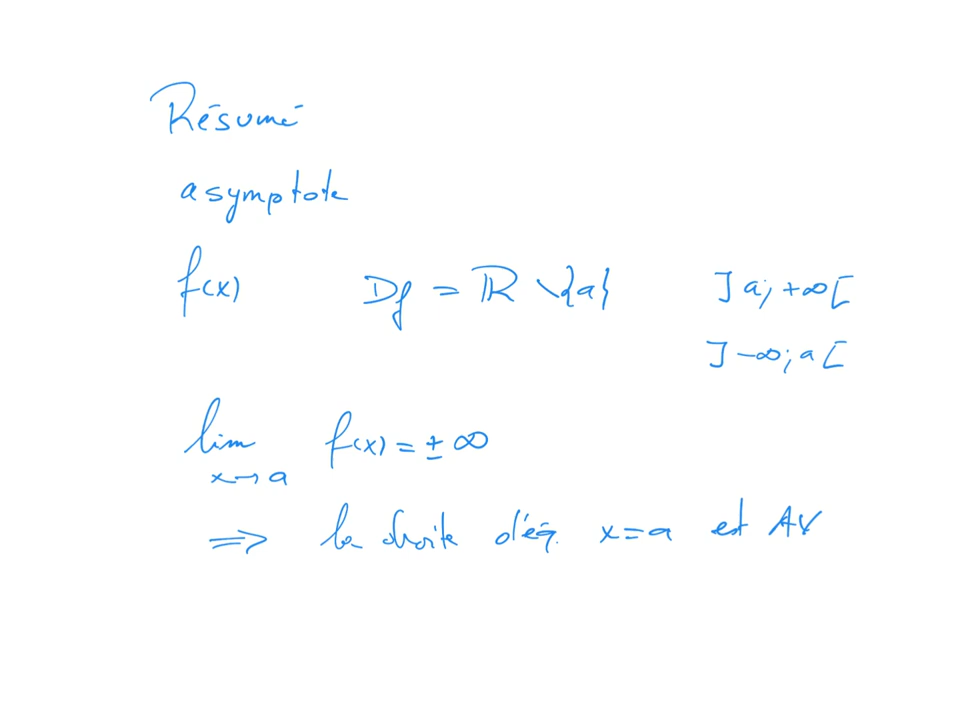 Résumé
asymptote
f(x) Df = ℝ \{a} ]a; +∞[
]-∞; a[
lim f(x) = ± ∞
x→a
⇒ la droite d'éq. x=a est AV